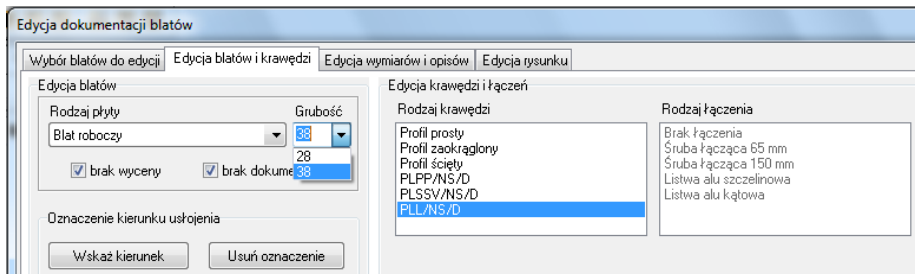 Edycja dokumentacji blatów
Wybór blatów do edycji
Edycja blatów i krawędzi
Edycja wymiarów i opisów
Edycja rysunku
Edycja blatów
Rodzaj płyty
Grubość
Blat roboczy
38
28
38
brak wyceny
brak dokume
Oznaczenie kierunku usłojenia
Wskaż kierunek
Usuń oznaczenie
Edycja krawędzi i łączeń
Rodzaj krawędzi
Profil prosty
Profil zaokrąglony
Profil ścięty
PLPP/NS/D
PLSSV/NS/D
PLL/NS/D
Rodzaj łączenia
Brak łączenia
Śruba łącząca 65 mm
Śruba łącząca 150 mm
Listwa alu szczelinowa
Listwa alu kątowa